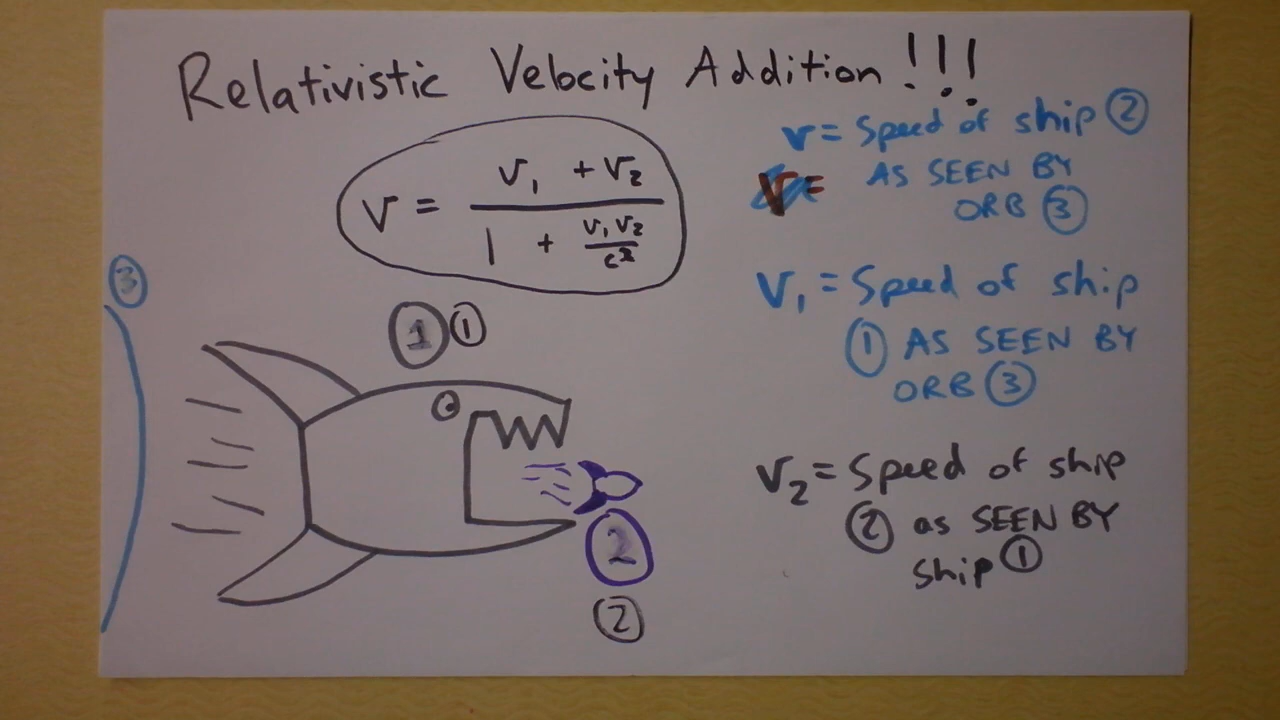 Relativistic Velocity Addition!!!
v = v₁ + v₂ / 1 + v₁v₂/c²
v = Speed of ship ②
AS SEEN BY
ORB ③
v =
v₁ = Speed of ship
① AS SEEN BY
ORB ③
v₂ = Speed of ship
② as SEEN BY
ship ①
③
① ①
②
②